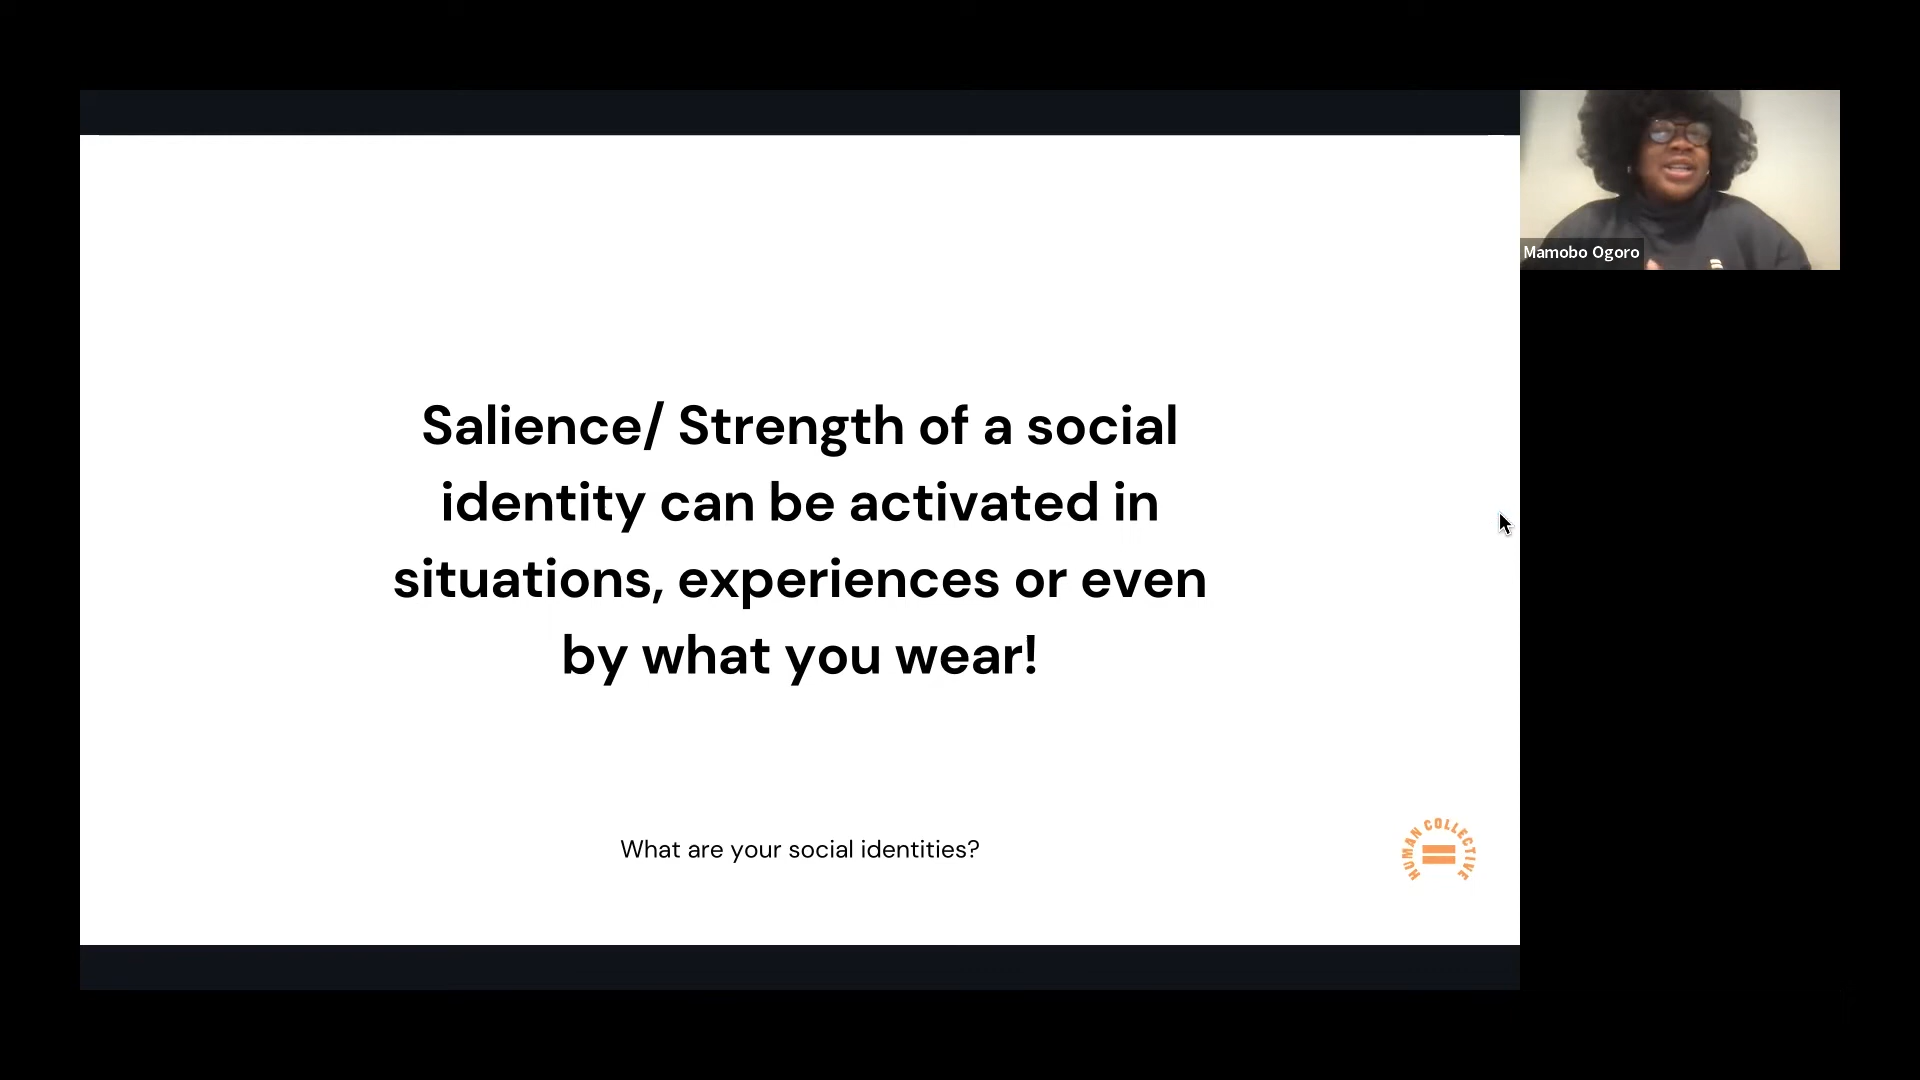 Salience/ Strength of a social
identity can be activated in
situations, experiences or even
by what you wear!
What are your social identities?
HUMAN COLLECTIVE
Mamobo Ogoro